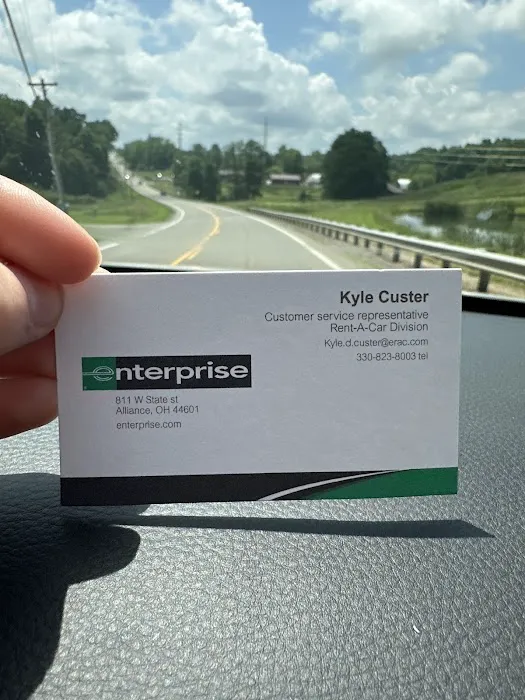 Kyle Custer
Customer service representative
Rent-A-Car Division
Kyle.d.custer@erac.com
330-823-8003 tel
enterprise
811 W State st
Alliance, OH 44601
enterprise.com